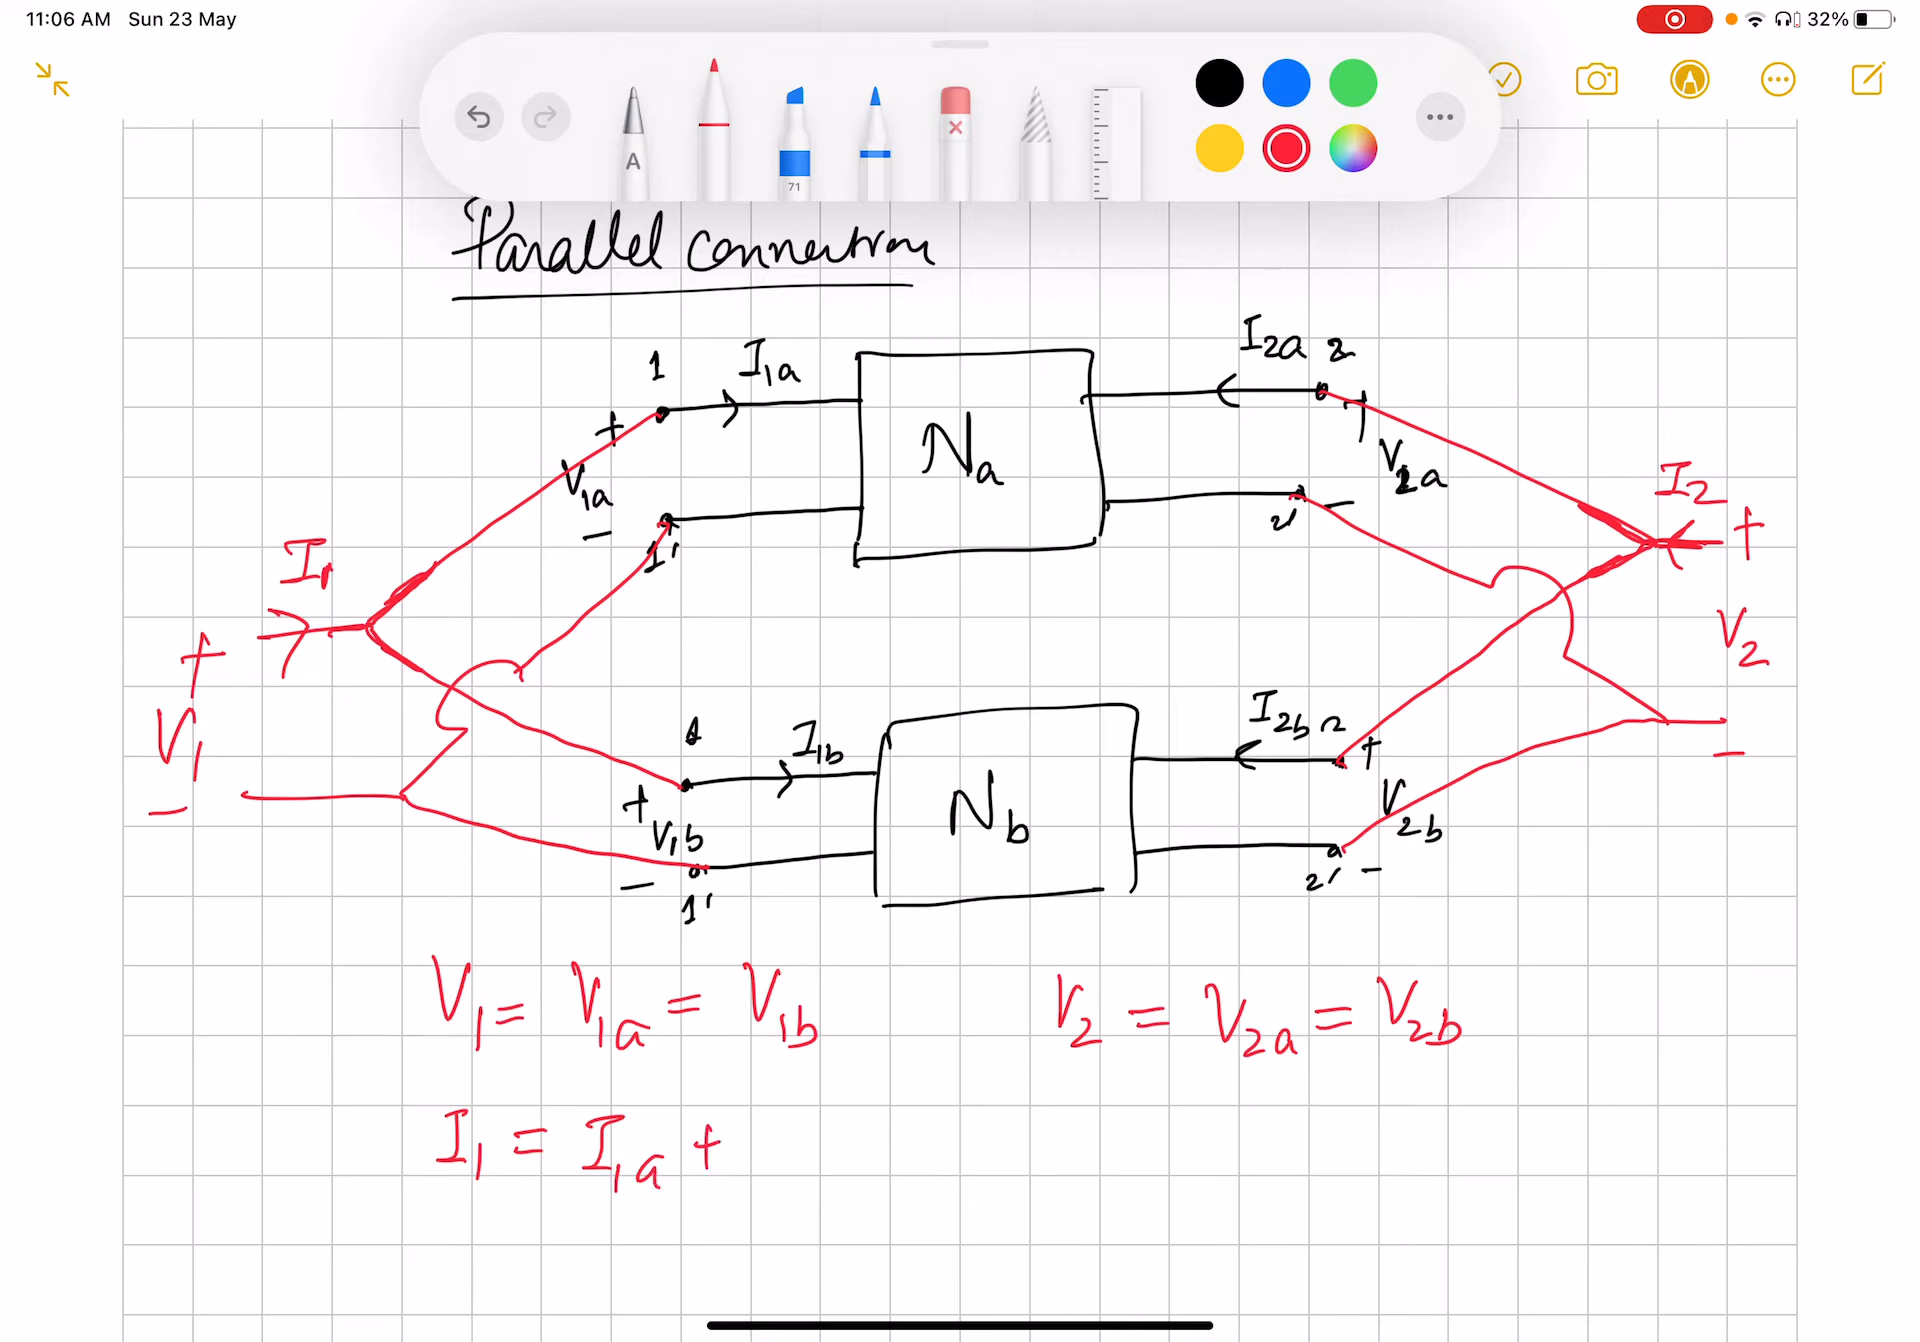 11:06 AM Sun 23 May 32%
A 71
Parallel connection
1 I1a I2a 2
+ +
V1a Na V2a
- -
1' 2'
I1 I2
+ +
V1 V2
- -
1 I1b I2b 2
+ +
V1b Nb V2b
- -
1' 2'
V1 = V1a = V1b V2 = V2a = V2b
I1 = I1a +